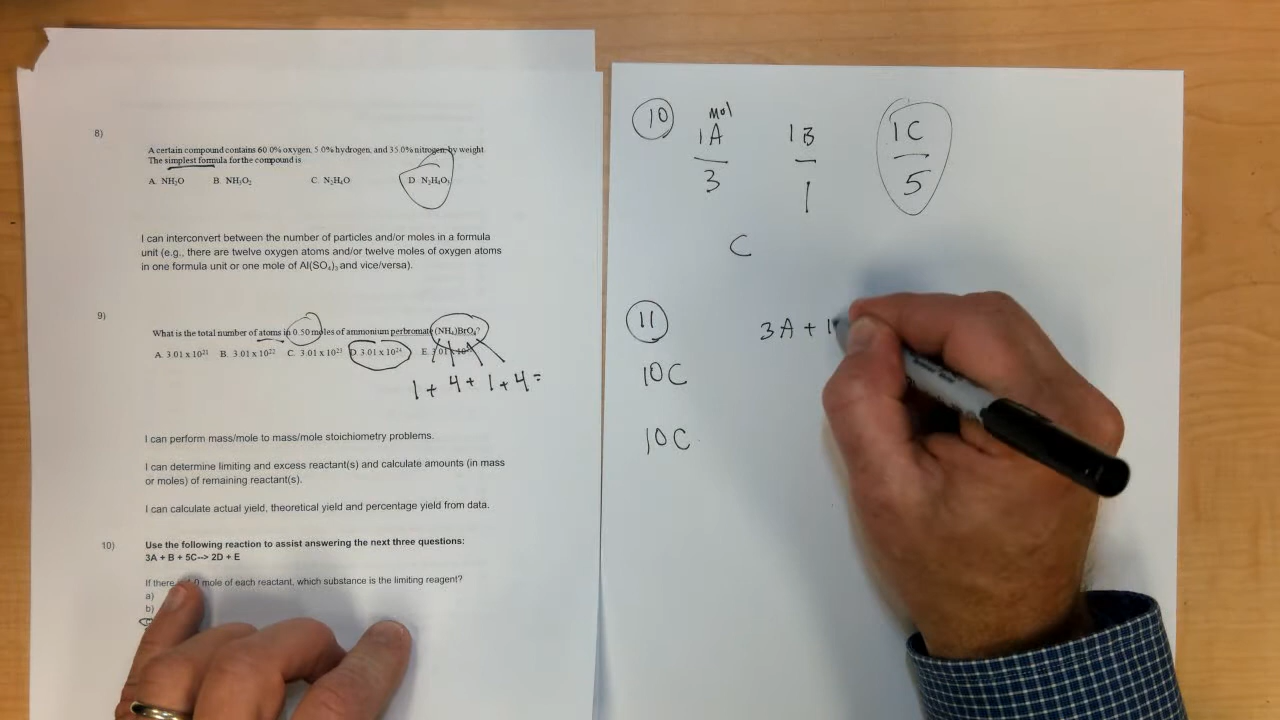 8)
A certain compound contains 60.0% oxygen, 5.0% hydrogen, and 35.0% nitrogen, by weight.
The simplest formula for the compound is
A. NH₂O B. NH₃O₂ C. N₂H₄O D. N₂H₄O₃
I can interconvert between the number of particles and/or moles in a formula
unit (e.g., there are twelve oxygen atoms and/or twelve moles of oxygen atoms
in one formula unit or one mole of Al(SO₄)₃ and vice/versa).
9)
What is the total number of atoms in 0.50 moles of ammonium perbromate (NH₄)BrO₄?
A. 3.01 x 10²¹ B. 3.01 x 10²² C. 3.01 x 10²³ D. 3.01 x 10²⁴ E. 3.01
1 + 4 + 1 + 4 =
I can perform mass/mole to mass/mole stoichiometry problems.
I can determine limiting and excess reactant(s) and calculate amounts (in mass
or moles) of remaining reactant(s).
I can calculate actual yield, theoretical yield and percentage yield from data.
10)
Use the following reaction to assist answering the next three questions:
3A + B + 5C--> 2D + E
If there mole of each reactant, which substance is the limiting reagent?
a)
b)
10
mol
1A 1B 1C
3 1 5
C
11
3A + 1
10C
10C